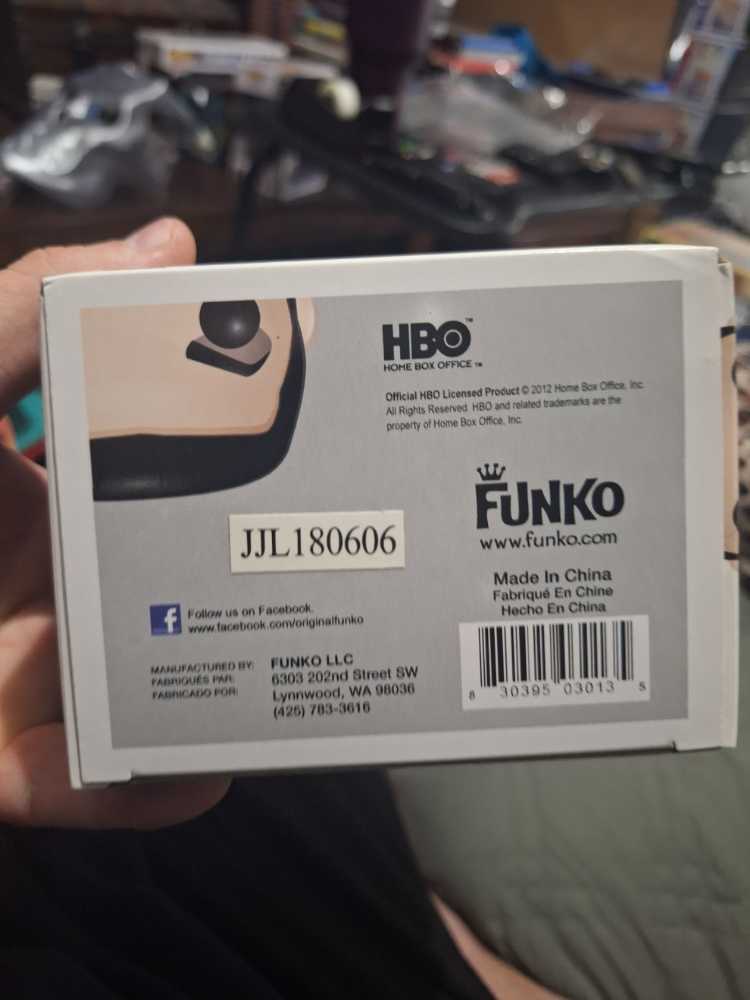 HBO™
HOME BOX OFFICE ™
Official HBO Licensed Product © 2012 Home Box Office, Inc.
All Rights Reserved. HBO and related trademarks are the
property of Home Box Office, Inc.
FUNKO
www.funko.com
JJL180606
Made In China
Fabriqué En Chine
Hecho En China
f
Follow us on Facebook.
www.facebook.com/originalfunko
MANUFACTURED BY:
FABRIQUÉS PAR:
FABRICADO POR:
FUNKO LLC
6303 202nd Street SW
Lynnwood, WA 98036
(425) 783-3616
8 30395 03013 5